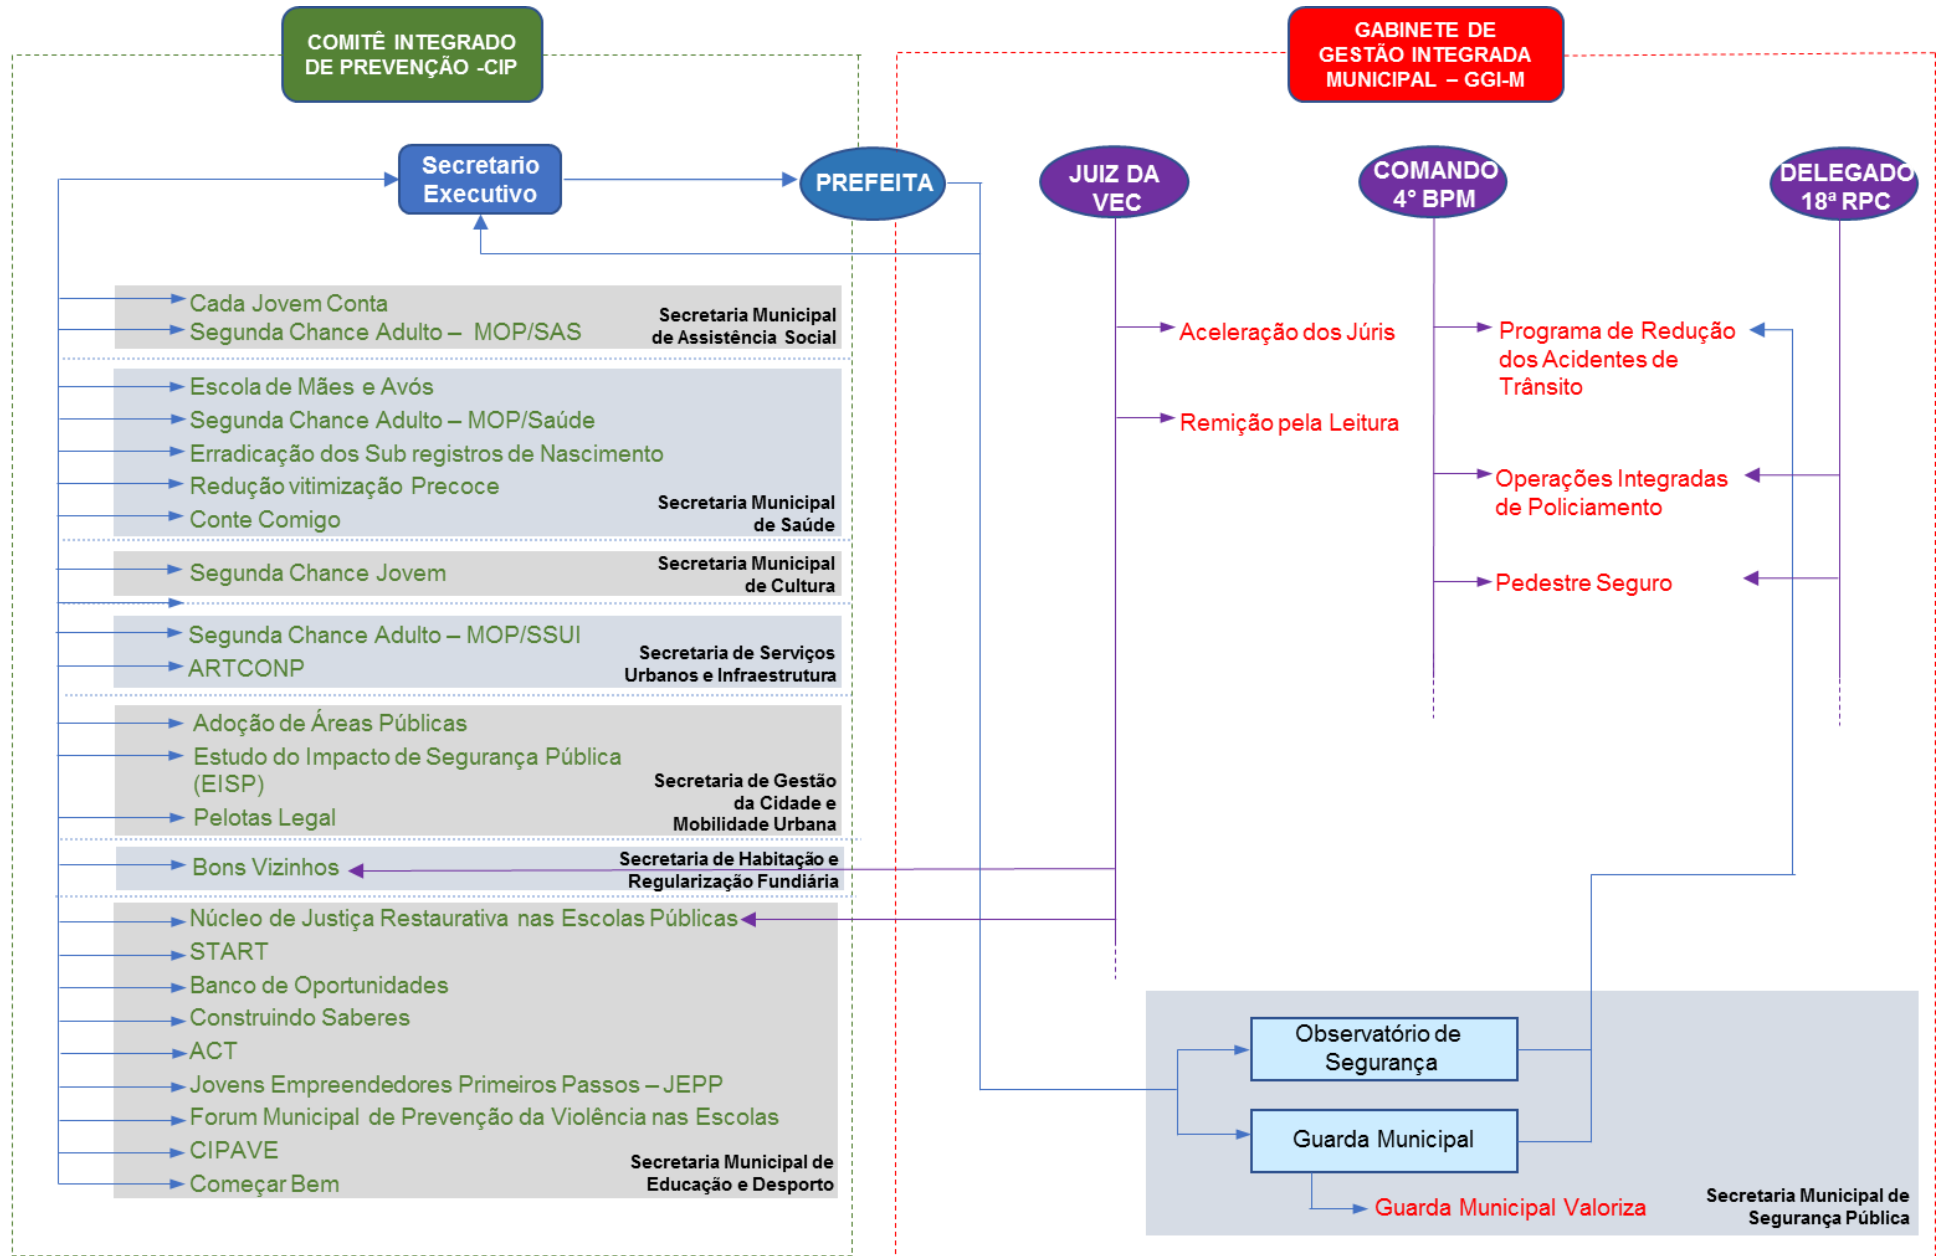 COMITÊ INTEGRADO
DE PREVENÇÃO -CIP
GABINETE DE
GESTÃO INTEGRADA
MUNICIPAL – GGI-M
Secretario
Executivo
PREFEITA
JUIZ DA
VEC
COMANDO
4° BPM
DELEGADO
18ª RPC
Cada Jovem Conta
Segunda Chance Adulto – MOP/SAS
Secretaria Municipal
de Assistência Social
Escola de Mães e Avós
Segunda Chance Adulto – MOP/Saúde
Erradicação dos Sub registros de Nascimento
Redução vitimização Precoce
Conte Comigo
Secretaria Municipal
de Saúde
Segunda Chance Jovem
Secretaria Municipal
de Cultura
Segunda Chance Adulto – MOP/SSUI
ARTCONP
Secretaria de Serviços
Urbanos e Infraestrutura
Adoção de Áreas Públicas
Estudo do Impacto de Segurança Pública
(EISP)
Pelotas Legal
Secretaria de Gestão
da Cidade e
Mobilidade Urbana
Bons Vizinhos
Secretaria de Habitação e
Regularização Fundiária
Núcleo de Justiça Restaurativa nas Escolas Públicas
START
Banco de Oportunidades
Construindo Saberes
ACT
Jovens Empreendedores Primeiros Passos – JEPP
Forum Municipal de Prevenção da Violência nas Escolas
CIPAVE
Começar Bem
Secretaria Municipal de
Educação e Desporto
Aceleração dos Júris
Remição pela Leitura
Programa de Redução
dos Acidentes de
Trânsito
Operações Integradas
de Policiamento
Pedestre Seguro
Observatório de
Segurança
Guarda Municipal
Guarda Municipal Valoriza
Secretaria Municipal de
Segurança Pública